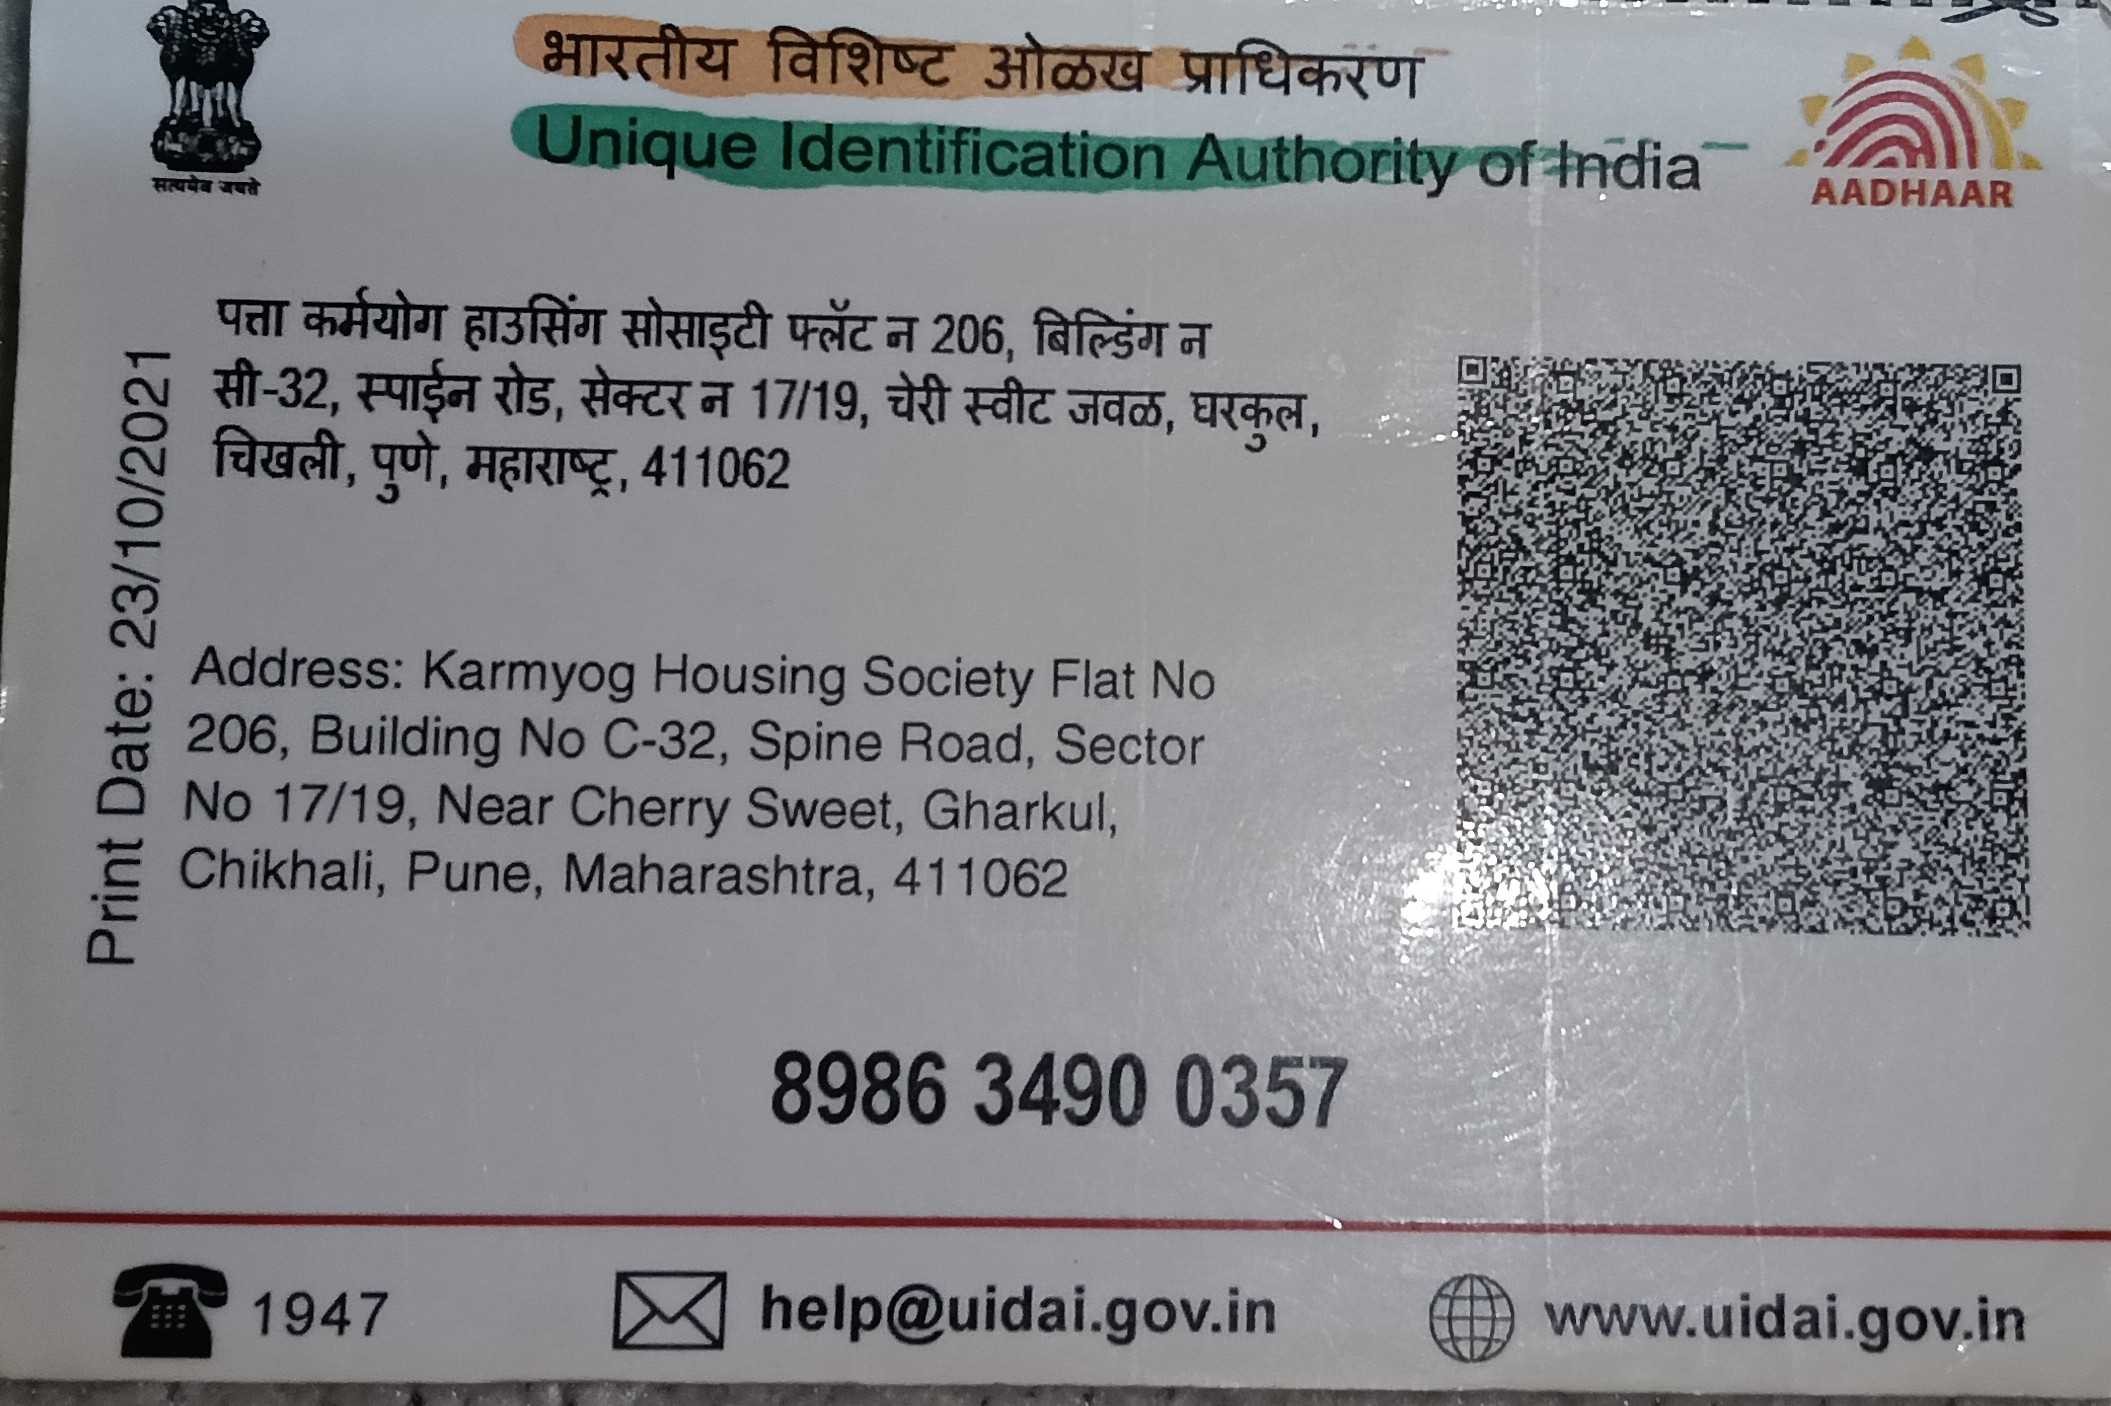 सत्यमेव जयते
भारतीय विशिष्ट ओळख प्राधिकरण
Unique Identification Authority of India
AADHAAR
पत्ता कर्मयोग हाउसिंग सोसाइटी फ्लॅट न 206, बिल्डिंग न
सी-32, स्पाईन रोड, सेक्टर न 17/19, चेरी स्वीट जवळ, घरकुल,
चिखली, पुणे, महाराष्ट्र, 411062
Print Date: 23/10/2021
Address: Karmyog Housing Society Flat No
206, Building No C-32, Spine Road, Sector
No 17/19, Near Cherry Sweet, Gharkul,
Chikhali, Pune, Maharashtra, 411062
8986 3490 0357
1947
help@uidai.gov.in
www.uidai.gov.in